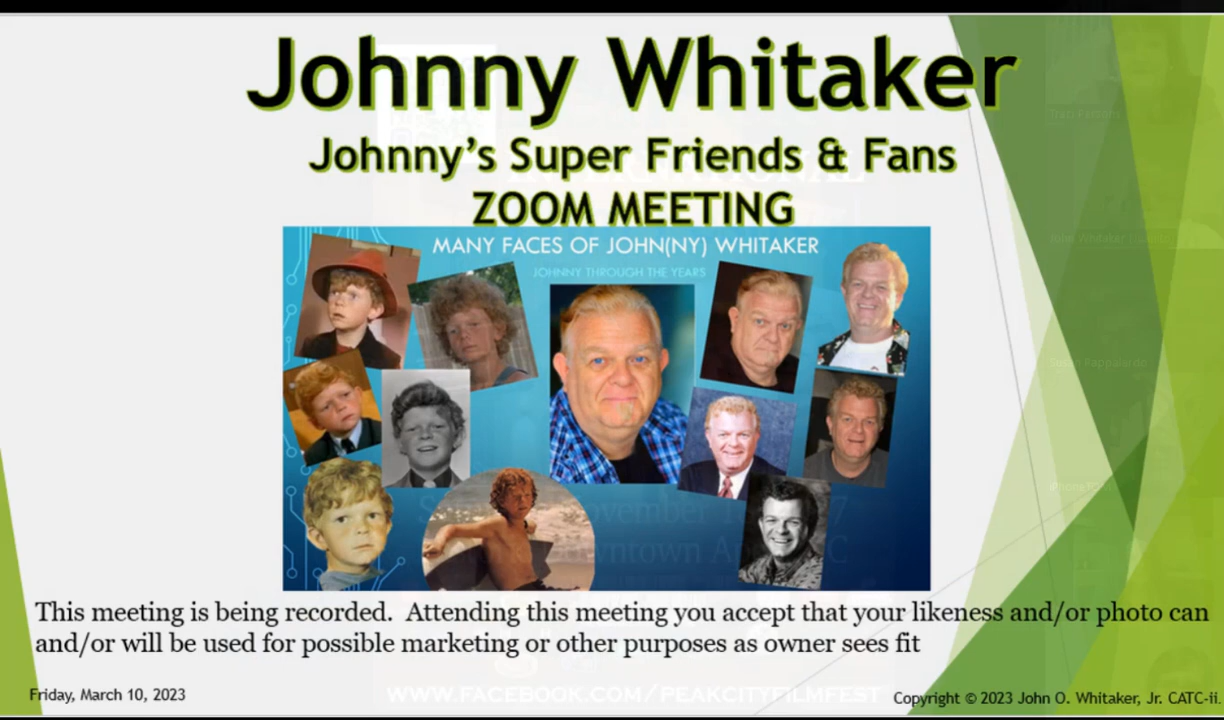 Johnny Whitaker
Johnny's Super Friends & Fans
ZOOM MEETING
MANY FACES OF JOHN(NY) WHITAKER
JOHNNY THROUGH THE YEARS
This meeting is being recorded.  Attending this meeting you accept that your likeness and/or photo can
and/or will be used for possible marketing or other purposes as owner sees fit
Friday, March 10, 2023
WWW.FACEBOOK.COM/PEAKCITYFILMFEST
Copyright © 2023 John O. Whitaker, Jr. CATC-ii.